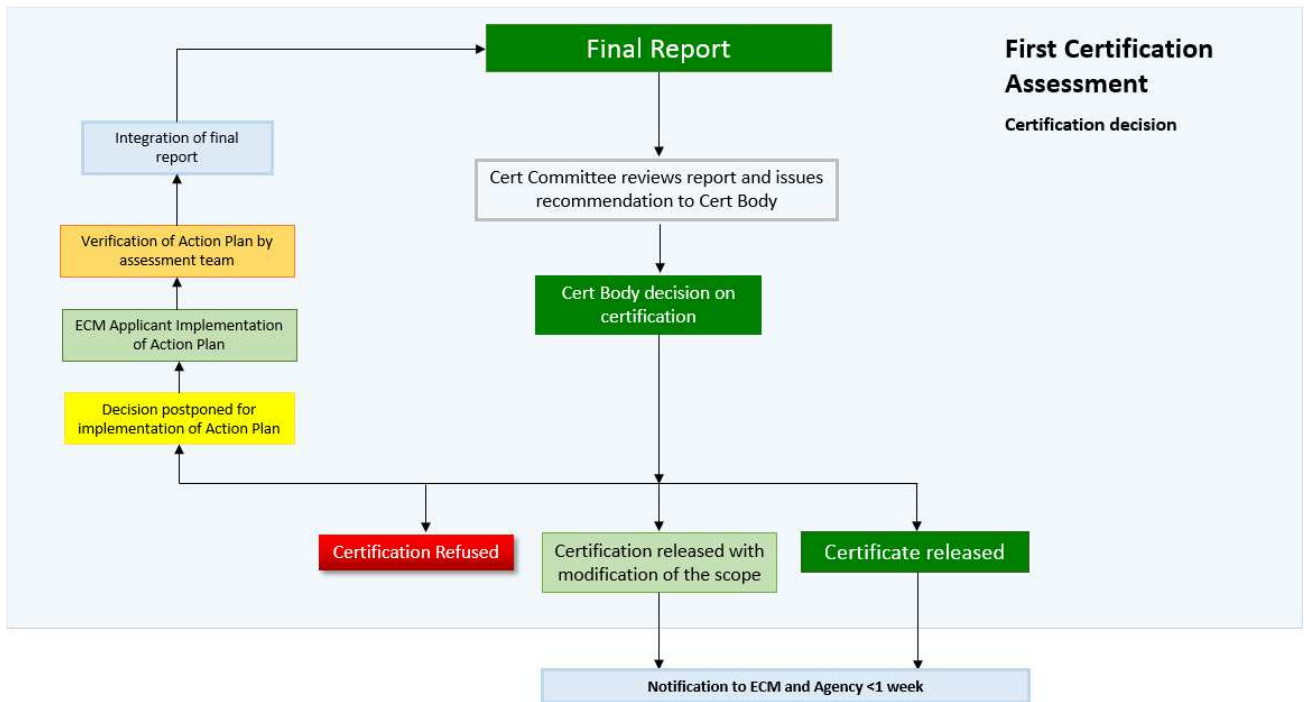 Final Report
First Certification
Assessment
Certification decision
Integration of final
report
Cert Committee reviews report and issues
recommendation to Cert Body
Verification of Action Plan by
assessment team
Cert Body decision on
certification
ECM Applicant Implementation
of Action Plan
Decision postponed for
implementation of Action Plan
Certification Refused
Certification released with
modification of the scope
Certificate released
Notification to ECM and Agency <1 week